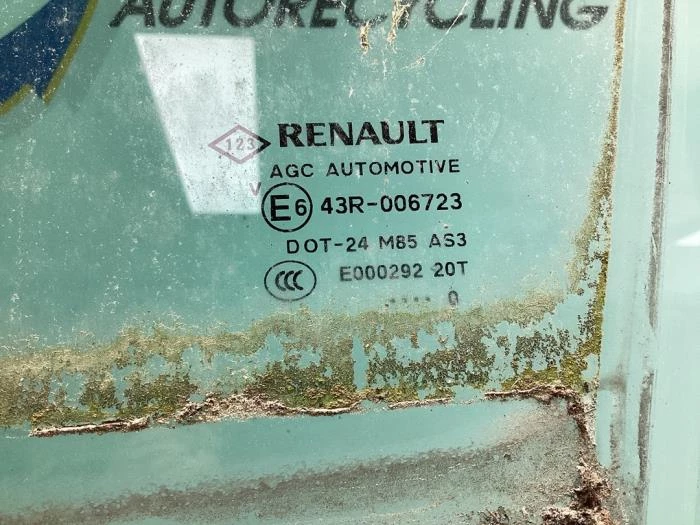 AUTORECYCLING
123 RENAULT
AGC AUTOMOTIVE
V
E6 43R-006723
DOT-24 M85 AS3
CCC E000292 20T
.... 0